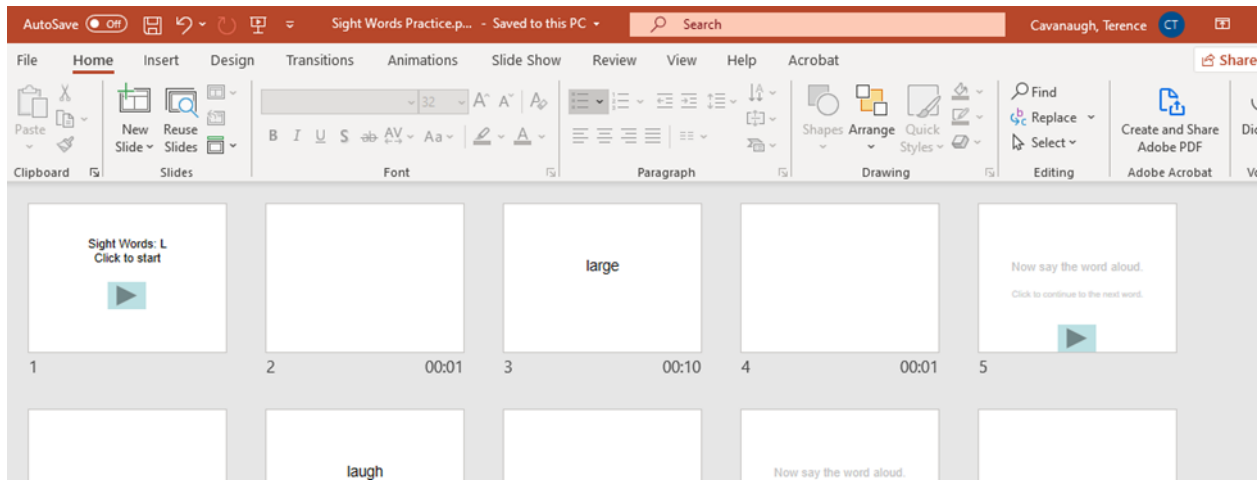 AutoSave Off Sight Words Practice.p... - Saved to this PC Search Cavanaugh, Terence CT
File Home Insert Design Transitions Animations Slide Show Review View Help Acrobat Share
Paste
New Slide
Reuse Slides
32
B I U S ab AV Aa A
Shapes Arrange Quick Styles
Find
Replace
Select
Create and Share Adobe PDF
Clipboard Slides Font Paragraph Drawing Editing Adobe Acrobat
Sight Words: L
Click to start
large
Now say the word aloud.
Click to continue to the next word.
1 2 00:01 3 00:10 4 00:01 5
laugh
Now say the word aloud.